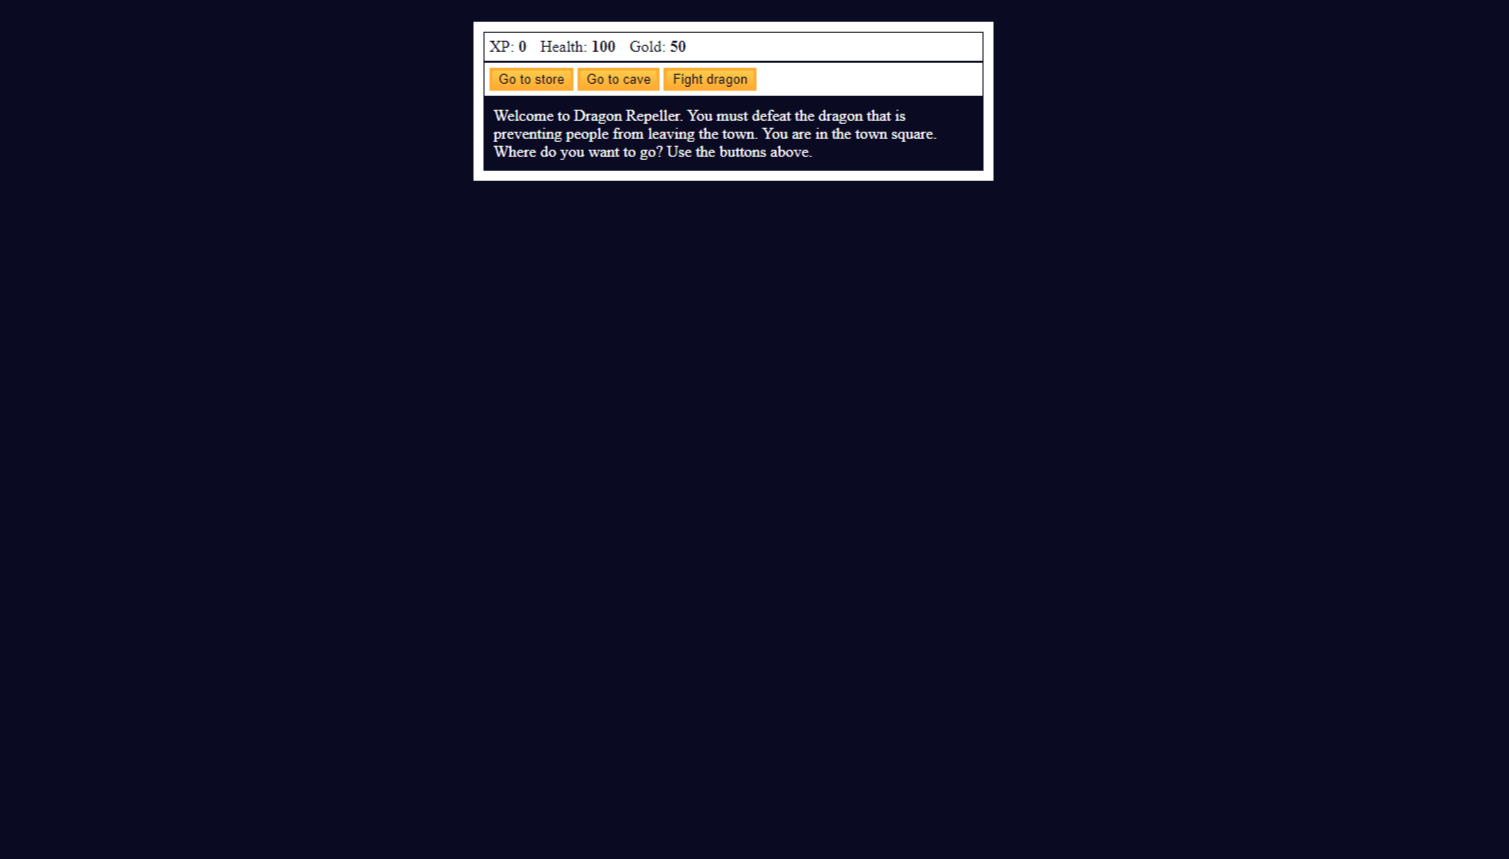 XP: 0 Health: 100 Gold: 50
Go to store Go to cave Fight dragon
Welcome to Dragon Repeller. You must defeat the dragon that is
preventing people from leaving the town. You are in the town square.
Where do you want to go? Use the buttons above.